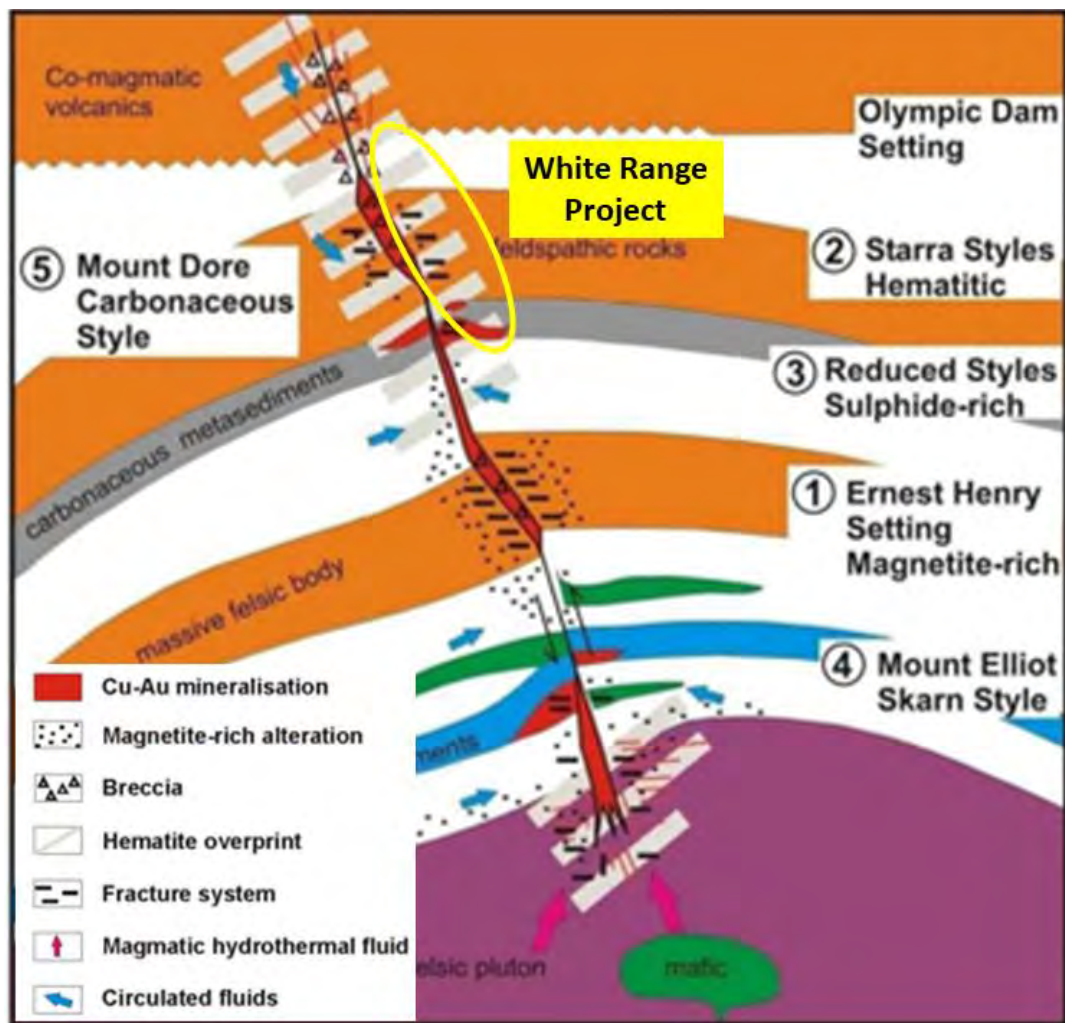 Co-magmatic
volcanics
Olympic Dam
Setting
White Range
Project
feldspathic rocks
② Starra Styles
Hematitic
⑤ Mount Dore
Carbonaceous
Style
③ Reduced Styles
Sulphide-rich
carbonaceous metasediments
① Ernest Henry
Setting
Magnetite-rich
massive felsic body
④ Mount Elliot
Skarn Style
ments
Cu-Au mineralisation
Magnetite-rich alteration
Breccia
Hematite overprint
Fracture system
Magmatic hydrothermal fluid
Circulated fluids
elsic pluton
mafic